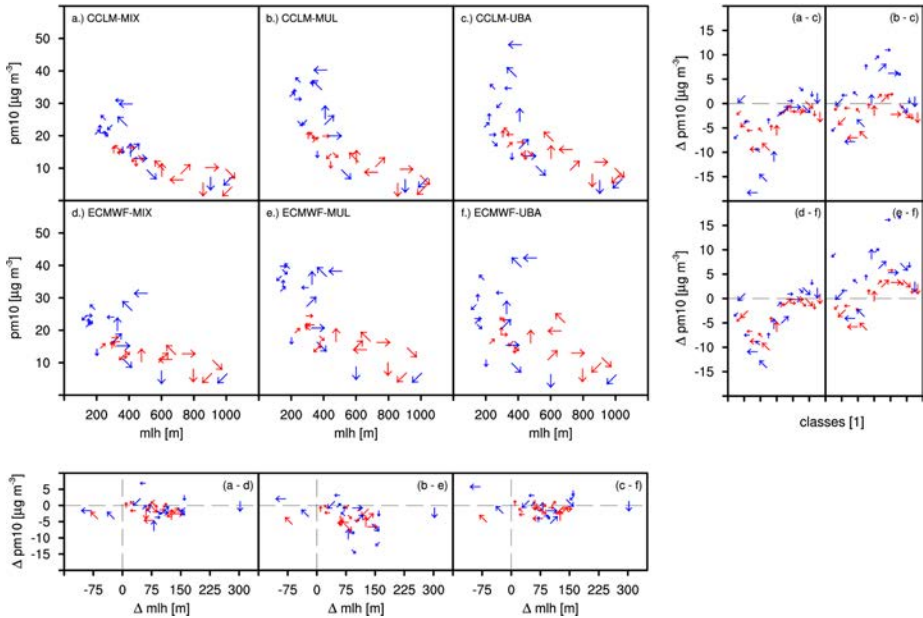 a.) CCLM-MIX b.) CCLM-MUL c.) CCLM-UBA (a - c) (b - c)
50
40
30
20
10
pm10 [µg m-3]
20
15
10
5
0
-5
-10
-15
Δ pm10 [µg m-3]
d.) ECMWF-MIX e.) ECMWF-MUL f.) ECMWF-UBA (d - f) (e - f)
50
40
30
20
10
0
pm10 [µg m-3]
15
10
5
0
-5
-10
-15
Δ pm10 [µg m-3]
200 400 600 800 1000 200 400 600 800 1000 200 400 600 800 1000
mlh [m] mlh [m] mlh [m] classes [1]
(a - d) (b - e) (c - f)
5
0
-5
-10
-15
Δ pm10 [µg m-3]
-75 0 75 150 225 300 -75 0 75 150 225 300 -75 0 75 150 225 300
Δ mlh [m] Δ mlh [m] Δ mlh [m]